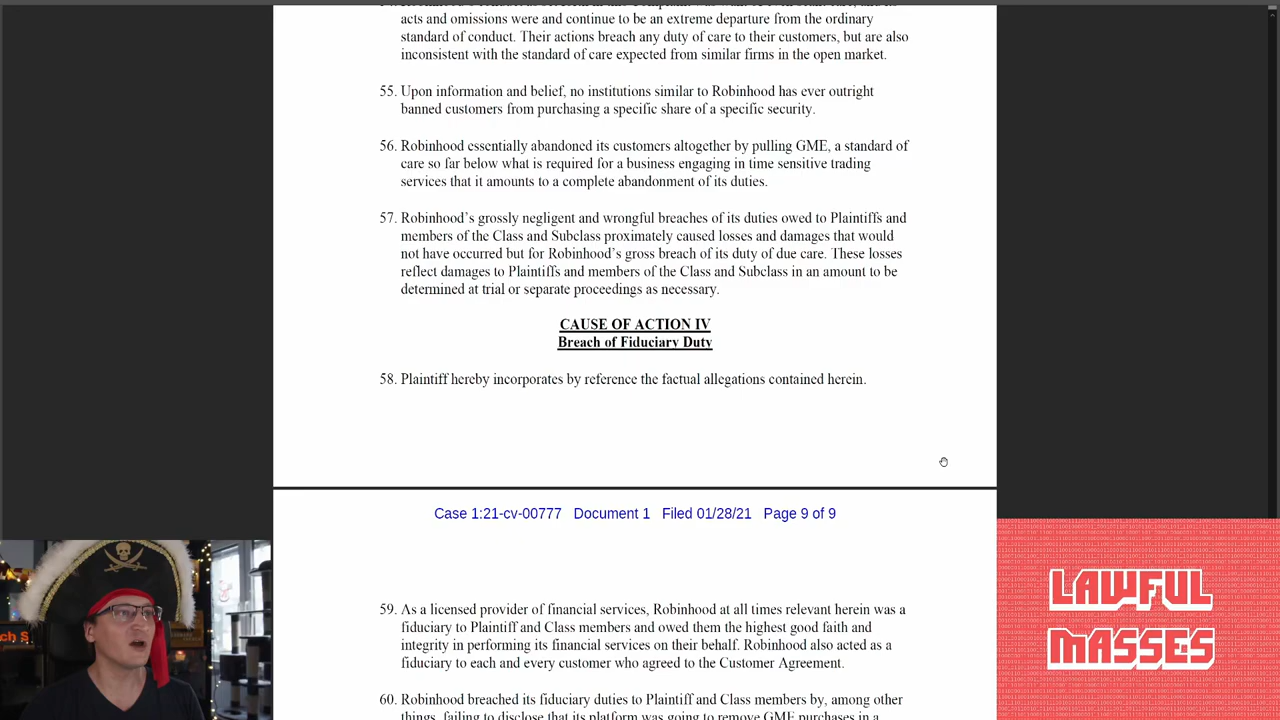 acts and omissions were and continue to be an extreme departure from the ordinary
standard of conduct. Their actions breach any duty of care to their customers, but are also
inconsistent with the standard of care expected from similar firms in the open market.
55. Upon information and belief, no institutions similar to Robinhood has ever outright
banned customers from purchasing a specific share of a specific security.
56. Robinhood essentially abandoned its customers altogether by pulling GME, a standard of
care so far below what is required for a business engaging in time sensitive trading
services that it amounts to a complete abandonment of its duties.
57. Robinhood's grossly negligent and wrongful breaches of its duties owed to Plaintiffs and
members of the Class and Subclass proximately caused losses and damages that would
not have occurred but for Robinhood's gross breach of its duty of due care. These losses
reflect damages to Plaintiffs and members of the Class and Subclass in an amount to be
determined at trial or separate proceedings as necessary.
CAUSE OF ACTION IV
Breach of Fiduciary Duty
58. Plaintiff hereby incorporates by reference the factual allegations contained herein.
Case 1:21-cv-00777 Document 1 Filed 01/28/21 Page 9 of 9
59. As a licensed provider of financial services, Robinhood at all times relevant herein was a
fiduciary to Plaintiff and Class members and owed them the highest good faith and
integrity in performing its financial services on their behalf. Robinhood also acted as a
fiduciary to each and every customer who agreed to the Customer Agreement.
60. Robinhood breached its fiduciary duties to Plaintiff and Class members by, among other
things, failing to disclose that its platform was going to remove GME purchases in a
LAWFUL
MASSES